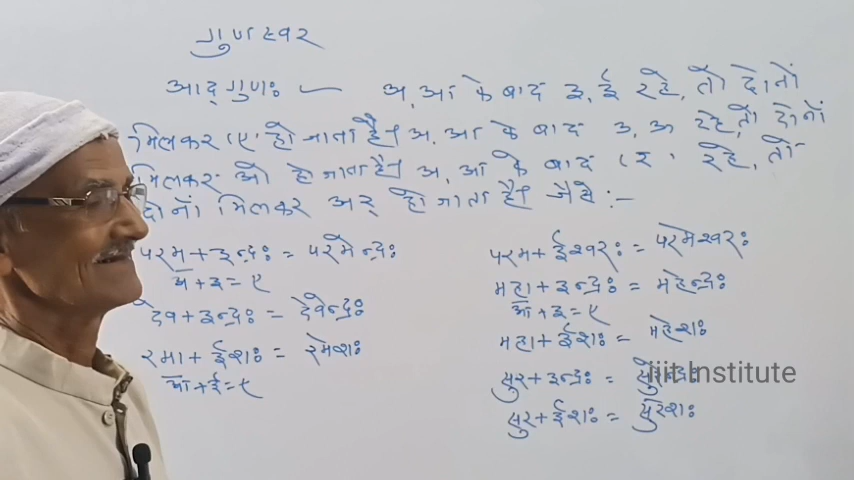 गुण स्वर
आद् गुणः — अ, आ के बाद इ, ई रहे, तो दोनों
मिलकर 'ए' हो जाता है। अ, आ के बाद उ, ऊ रहे, तो दोनों
मिलकर ओ हो जाता है। अ, आ के बाद रहे, तो
दोनों मिलकर अर् हो जाता है। जैसे :-
परम + इन्द्रः = परमेन्द्रः
अ + इ = ए
देव + इन्द्रः = देवेन्द्रः
रमा + ईशः = रमेशः
आ + ई = ए
परम + ईश्वरः = परमेश्वरः
महा + इन्द्रः = महेन्द्रः
आ + इ = ए
महा + ईशः = महेशः
सुर + इन्द्रः = सुरेन्द्रः
सुर + ईशः = सुरेशः
iiit Institute